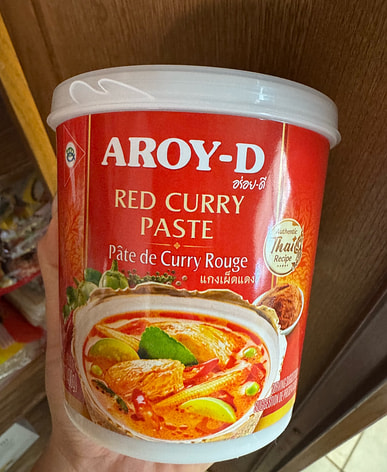 AROY-D
อร่อย-ดี
RED CURRY
PASTE
Authentic
Thai
Recipe
Pâte de Curry Rouge
แกงเผ็ดแดง